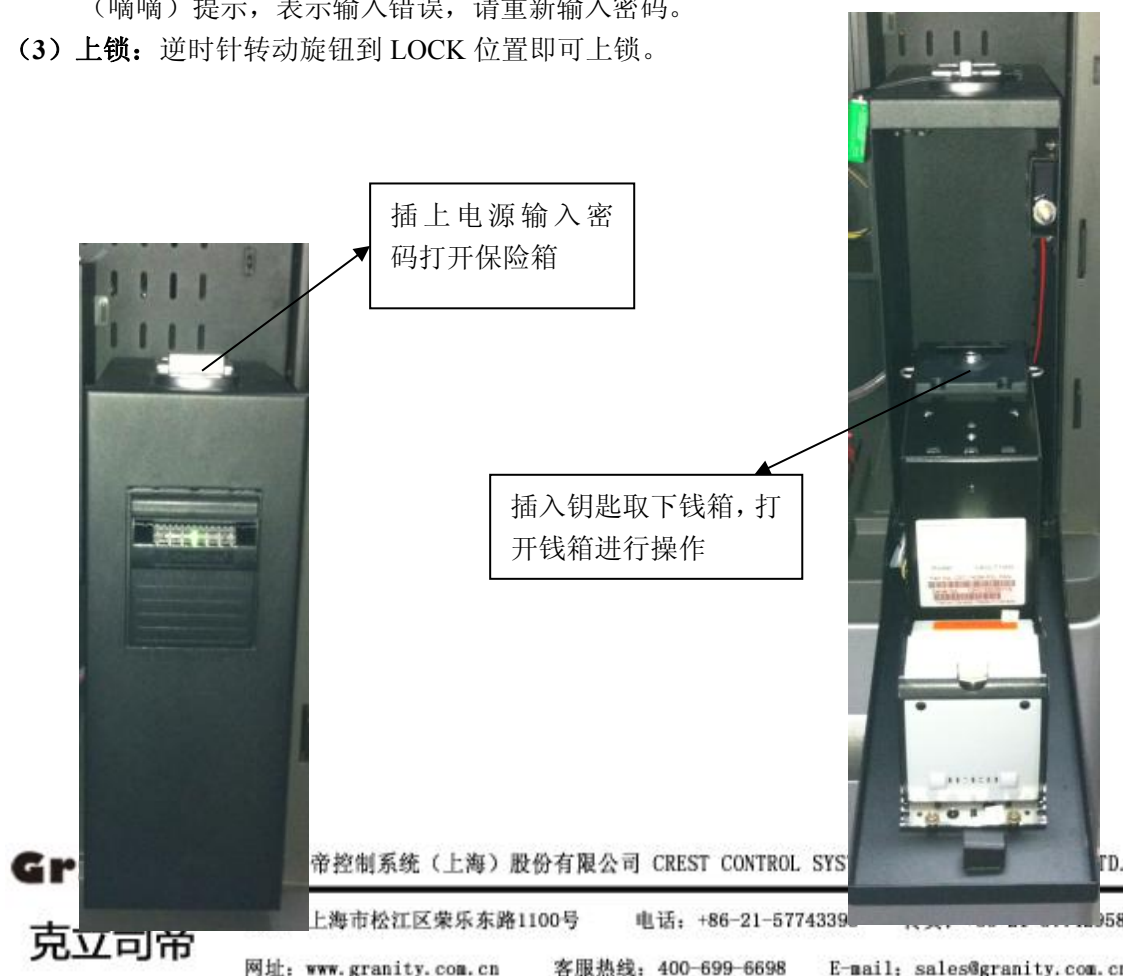 （嘀嘀）提示，表示输入错误，请重新输入密码。
（3）上锁：逆时针转动旋钮到 LOCK 位置即可上锁。
插上电源输入密
码打开保险箱
插入钥匙取下钱箱，打
开钱箱进行操作
Gr
帝控制系统（上海）股份有限公司 CREST CONTROL SYS
TD.
克立司帝
上海市松江区荣乐东路1100号 电话：+86-21-5774339
958
网址：www.granity.com.cn 客服热线：400-699-6698 E-mail：sales@granity.com.cn